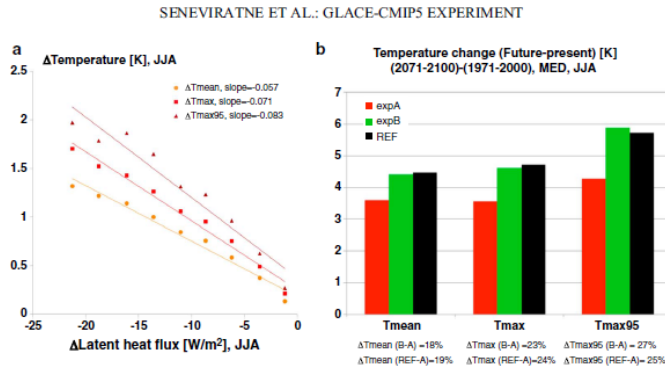 SENEVIRATNE ET AL.: GLACE-CMIP5 EXPERIMENT
a
ΔTemperature [K], JJA
2.5
2
1.5
1
0.5
0
ΔTmean, slope=-0.057
ΔTmax, slope=-0.071
ΔTmax95, slope=-0.083
-25 -20 -15 -10 -5 0
ΔLatent heat flux [W/m²], JJA
b
Temperature change (Future-present) [K]
(2071-2100)-(1971-2000), MED, JJA
7
6
5
4
3
2
1
0
expA
expB
REF
Tmean Tmax Tmax95
ΔTmean (B-A) =18% ΔTmax (B-A)=23% ΔTmax95 (B-A)= 27%
ΔTmean (REF-A)=19% ΔTmax (REF-A)=24% ΔTmax95 (REF-A)= 25%